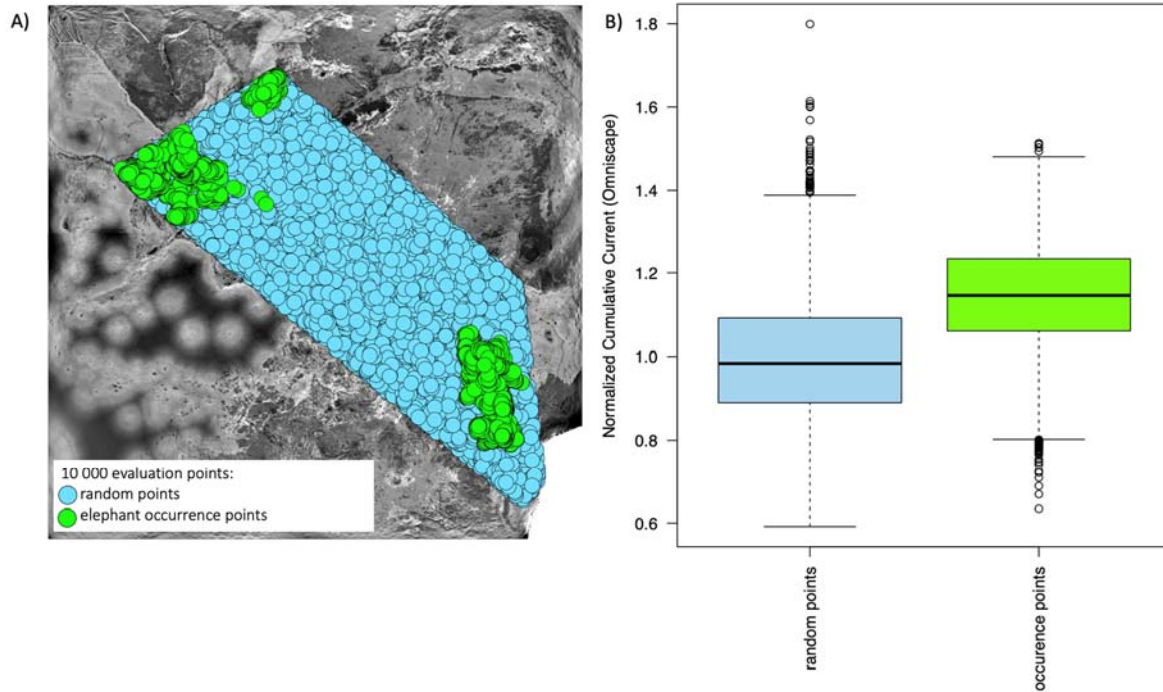 A)
10 000 evaluation points:
random points
elephant occurrence points
B)
Normalized Cumulative Current (Omniscape)
1.8
1.6
1.4
1.2
1.0
0.8
0.6
random points
occurence points